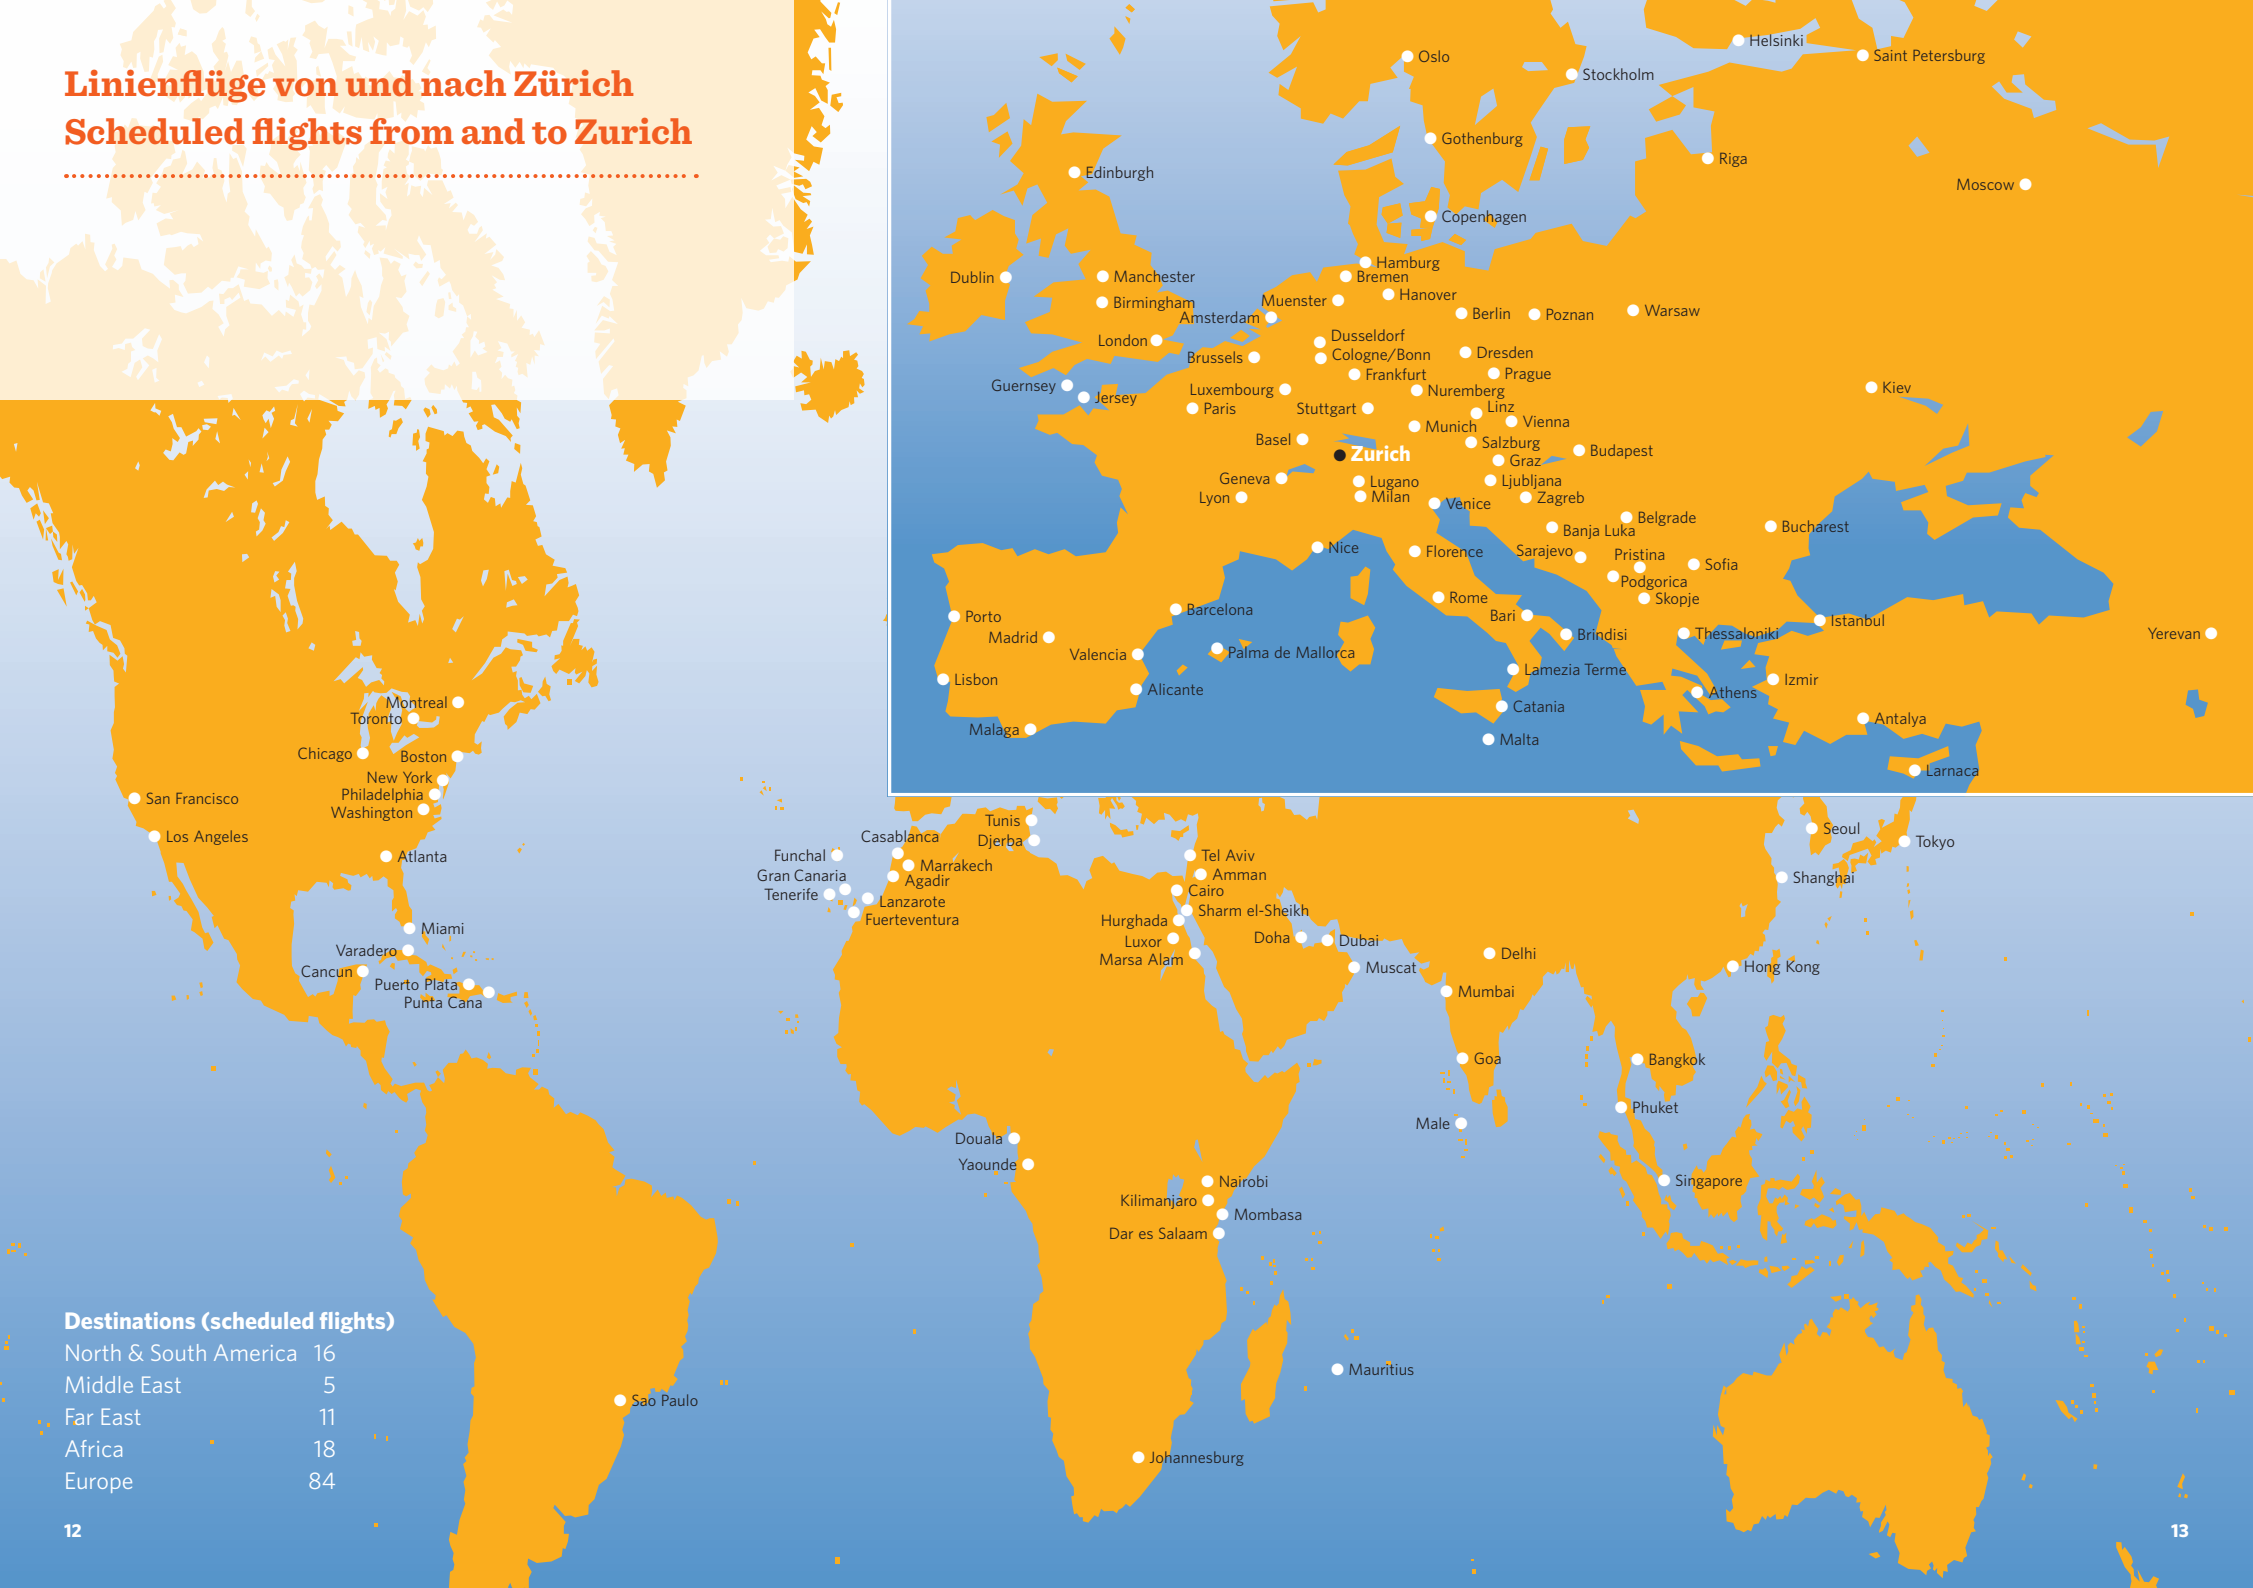 Linienflüge von und nach Zürich
Scheduled flights from and to Zurich
Oslo
Helsinki
Saint Petersburg
Stockholm
Gothenburg
Riga
Edinburgh
Moscow
Copenhagen
Hamburg
Dublin
Manchester
Bremen
Hanover
Birmingham
Muenster
Amsterdam
Berlin
Poznan
Warsaw
London
Dusseldorf
Brussels
Cologne/Bonn
Dresden
Frankfurt
Prague
Guernsey
Jersey
Luxembourg
Nuremberg
Kiev
Paris
Stuttgart
Linz
Munich
Vienna
Basel
Salzburg
Budapest
Zurich
Graz
Geneva
Lugano
Ljubljana
Lyon
Milan
Venice
Zagreb
Belgrade
Banja Luka
Bucharest
Nice
Florence
Sarajevo
Pristina
Sofia
Podgorica
Rome
Skopje
Porto
Barcelona
Bari
Istanbul
Madrid
Brindisi
Thessaloniki
Yerevan
Valencia
Palma de Mallorca
Lamezia Terme
Lisbon
Alicante
Izmir
Athens
Catania
Malaga
Antalya
Malta
Larnaca
Montreal
Toronto
Chicago
Boston
New York
Philadelphia
Washington
San Francisco
Los Angeles
Atlanta
Miami
Varadero
Cancun
Puerto Plata
Punta Cana
Sao Paulo
Tunis
Casablanca
Djerba
Funchal
Marrakech
Gran Canaria
Agadir
Tenerife
Lanzarote
Fuerteventura
Tel Aviv
Amman
Cairo
Sharm el-Sheikh
Hurghada
Luxor
Marsa Alam
Doha
Dubai
Muscat
Delhi
Mumbai
Goa
Male
Seoul
Tokyo
Shanghai
Hong Kong
Bangkok
Phuket
Singapore
Douala
Yaounde
Nairobi
Kilimanjaro
Mombasa
Dar es Salaam
Mauritius
Johannesburg
Destinations (scheduled flights)
North & South America 16
Middle East 5
Far East 11
Africa 18
Europe 84
12
13